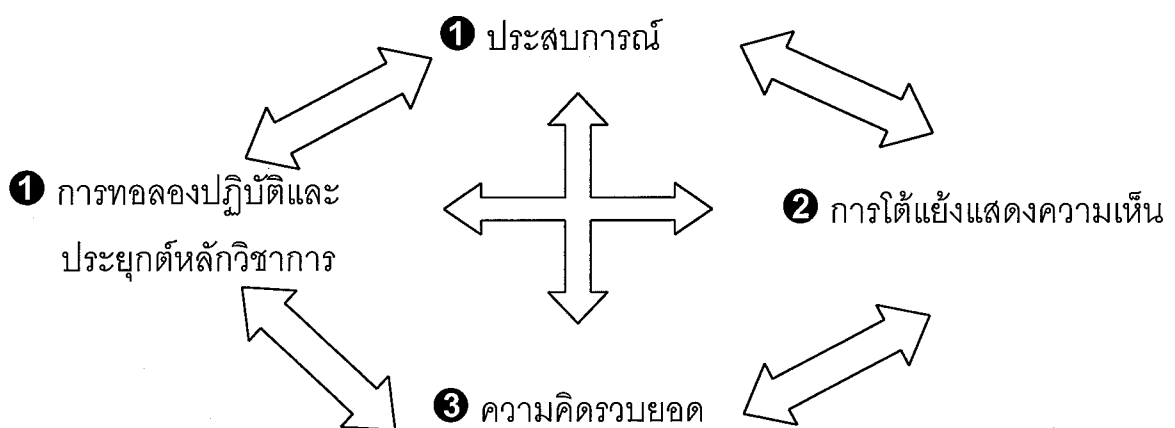 ❶ ประสบการณ์
❶ การทอลองปฏิบัติและ
ประยุกต์หลักวิชาการ
❷ การโต้แย้งแสดงความเห็น
❸ ความคิดรวบยอด